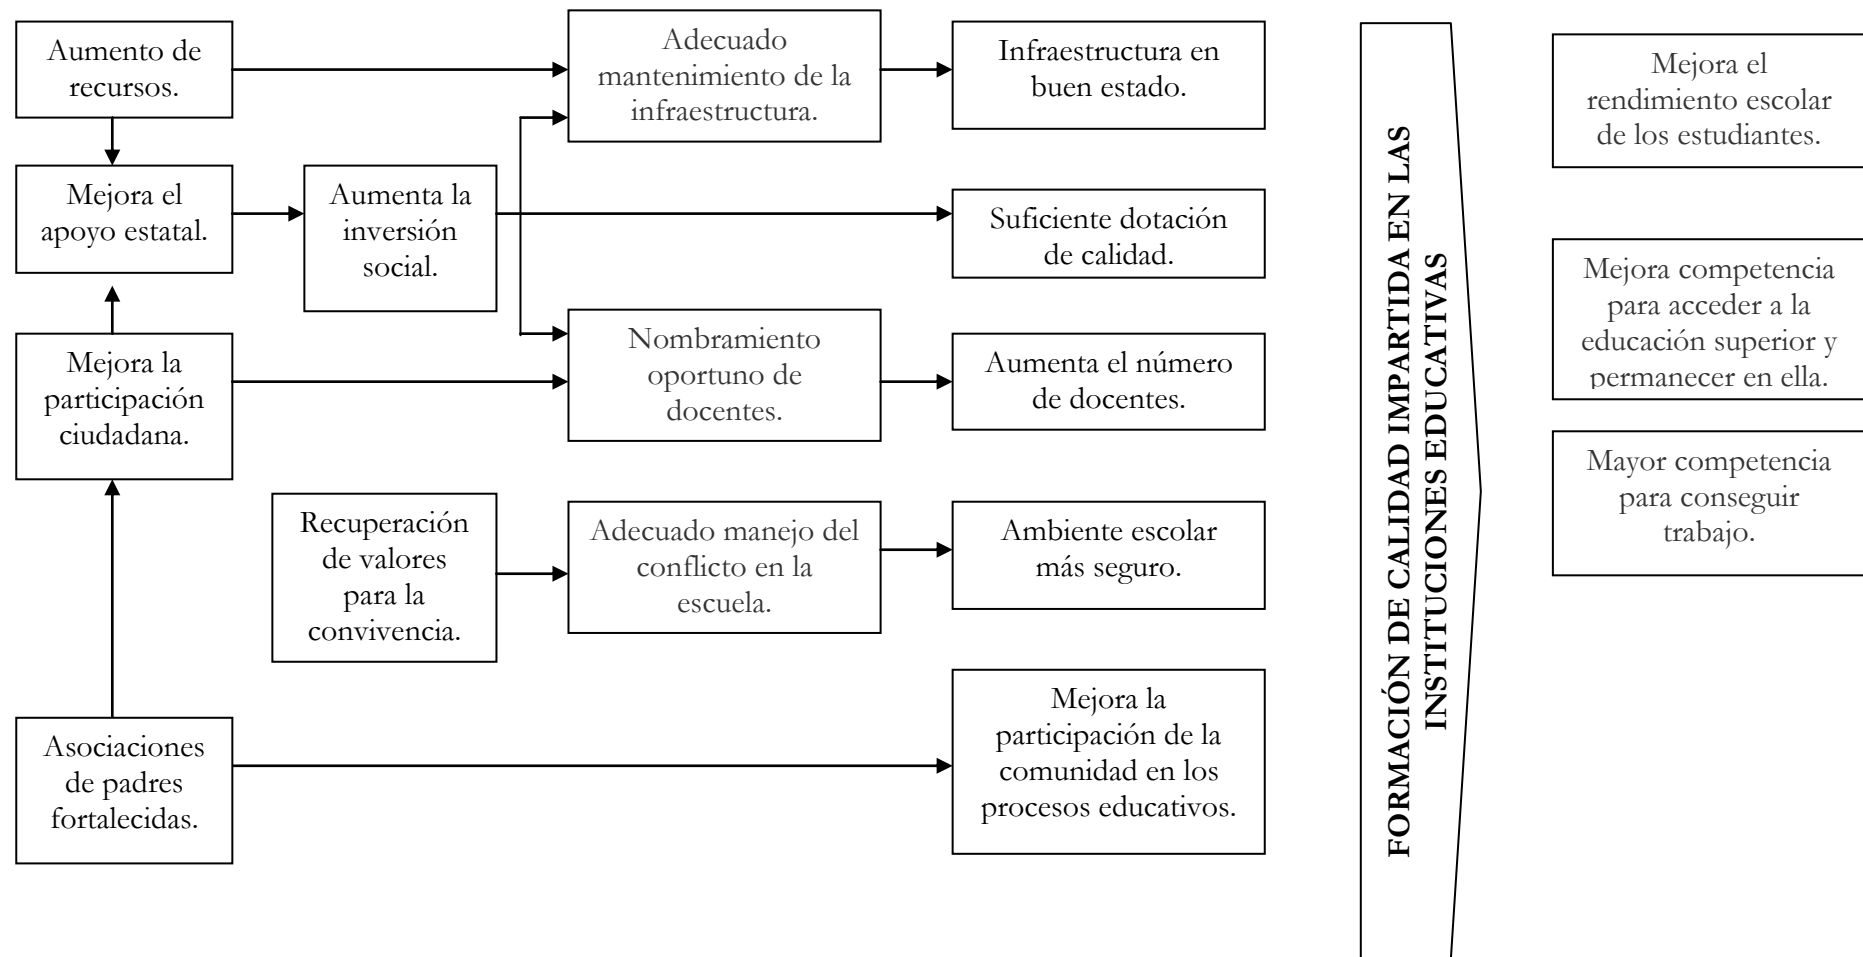 Aumento de
recursos.
Adecuado
mantenimiento de la
infraestructura.
Infraestructura en
buen estado.
Mejora el
apoyo estatal.
Aumenta la
inversión
social.
Suficiente dotación
de calidad.
Mejora la
participación
ciudadana.
Nombramiento
oportuno de
docentes.
Aumenta el número
de docentes.
Recuperación
de valores
para la
convivencia.
Adecuado manejo del
conflicto en la
escuela.
Ambiente escolar
más seguro.
Asociaciones
de padres
fortalecidas.
Mejora la
participación de la
comunidad en los
procesos educativos.
FORMACIÓN DE CALIDAD IMPARTIDA EN LAS
INSTITUCIONES EDUCATIVAS
Mejora el
rendimiento escolar
de los estudiantes.
Mejora competencia
para acceder a la
educación superior y
permanecer en ella.
Mayor competencia
para conseguir
trabajo.